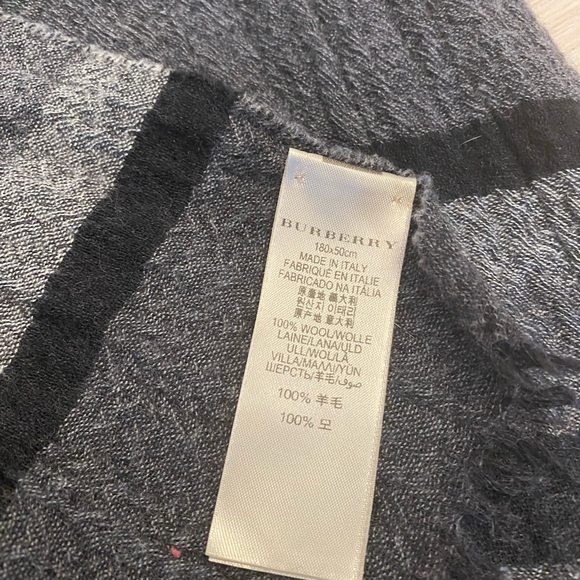 BURBERRY
180x50cm
MADE IN ITALY
FABRIQUÉ EN ITALIE
FABRICADO NA ITÁLIA
原產地 義大利
원산지 이태리
原产地 意大利
100% WOOL/WOLLE
LAINE/LANA/ULD
ULL/WOL/LÃ
VILLA/ΜΑΛΛΙ/YÜN
ШЕРСТЬ/羊毛/صوف
100% 羊毛
100% 모